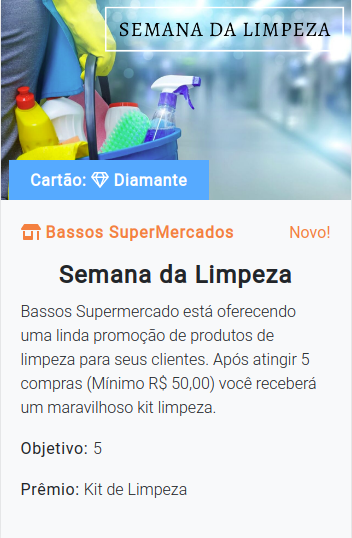 SEMANA DA LIMPEZA
Cartão: Diamante
Bassos SuperMercados Novo!
Semana da Limpeza
Bassos Supermercado está oferecendo
uma linda promoção de produtos de
limpeza para seus clientes. Após atingir 5
compras (Mínimo R$ 50,00) você receberá
um maravilhoso kit limpeza.
Objetivo: 5
Prêmio: Kit de Limpeza